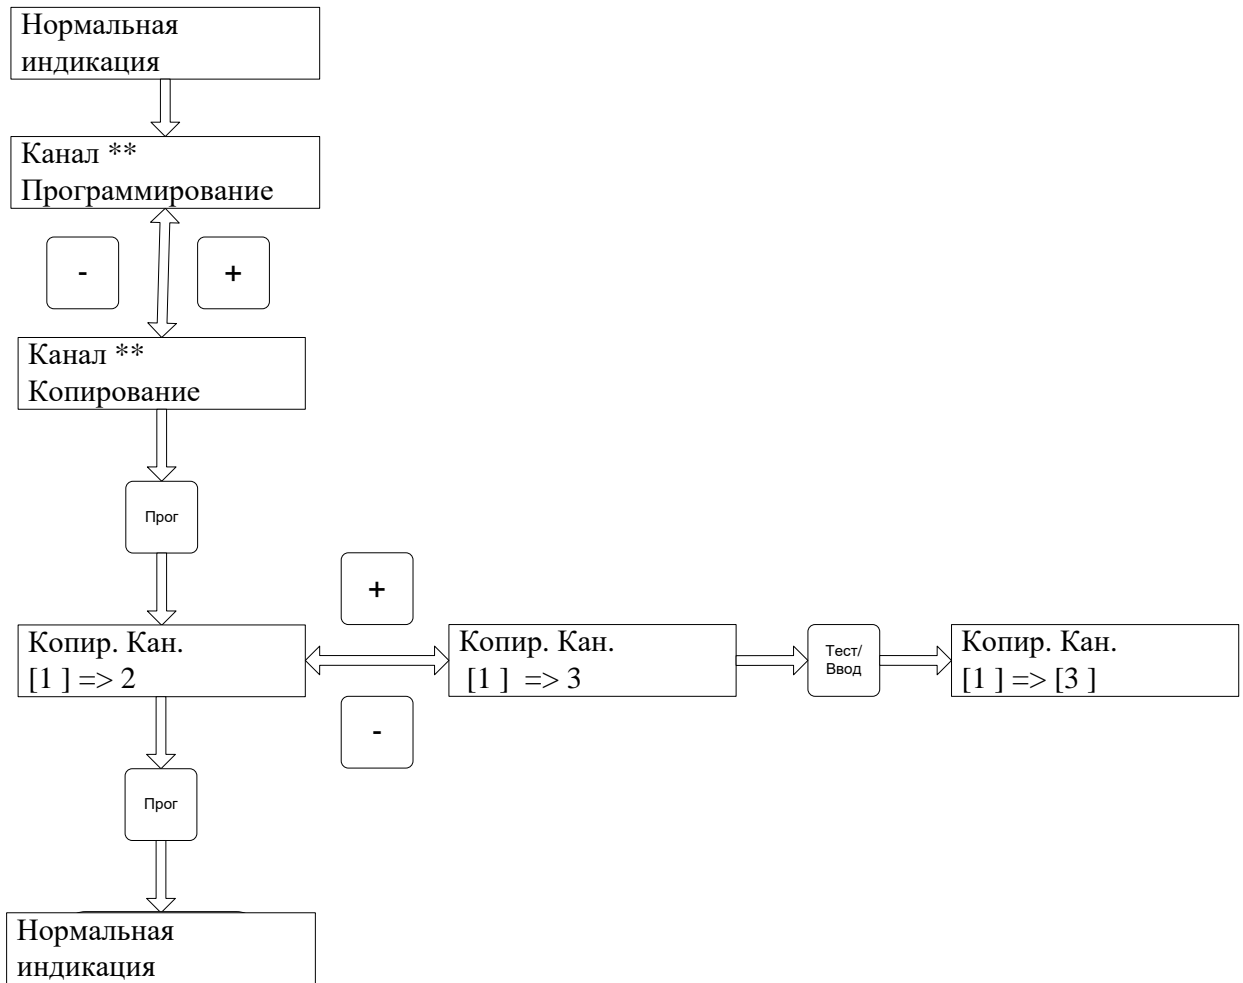 Нормальная
индикация
Канал **
Программирование
-
+
Канал **
Копирование
Прог
+
Копир. Кан.
[1 ] => 2
Копир. Кан.
[1 ] => 3
Тест/
Ввод
Копир. Кан.
[1 ] => [3 ]
-
Прог
Нормальная
индикация